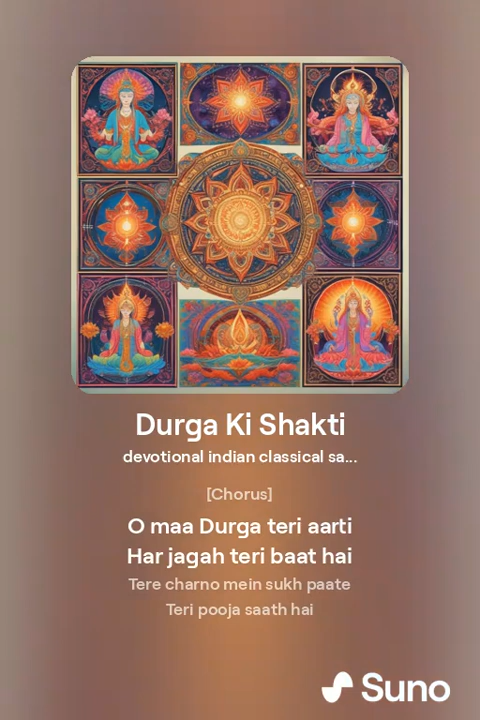 Durga Ki Shakti
devotional indian classical sa...
[Chorus]
O maa Durga teri aarti
Har jagah teri baat hai
Tere charno mein sukh paate
Teri pooja saath hai
Suno